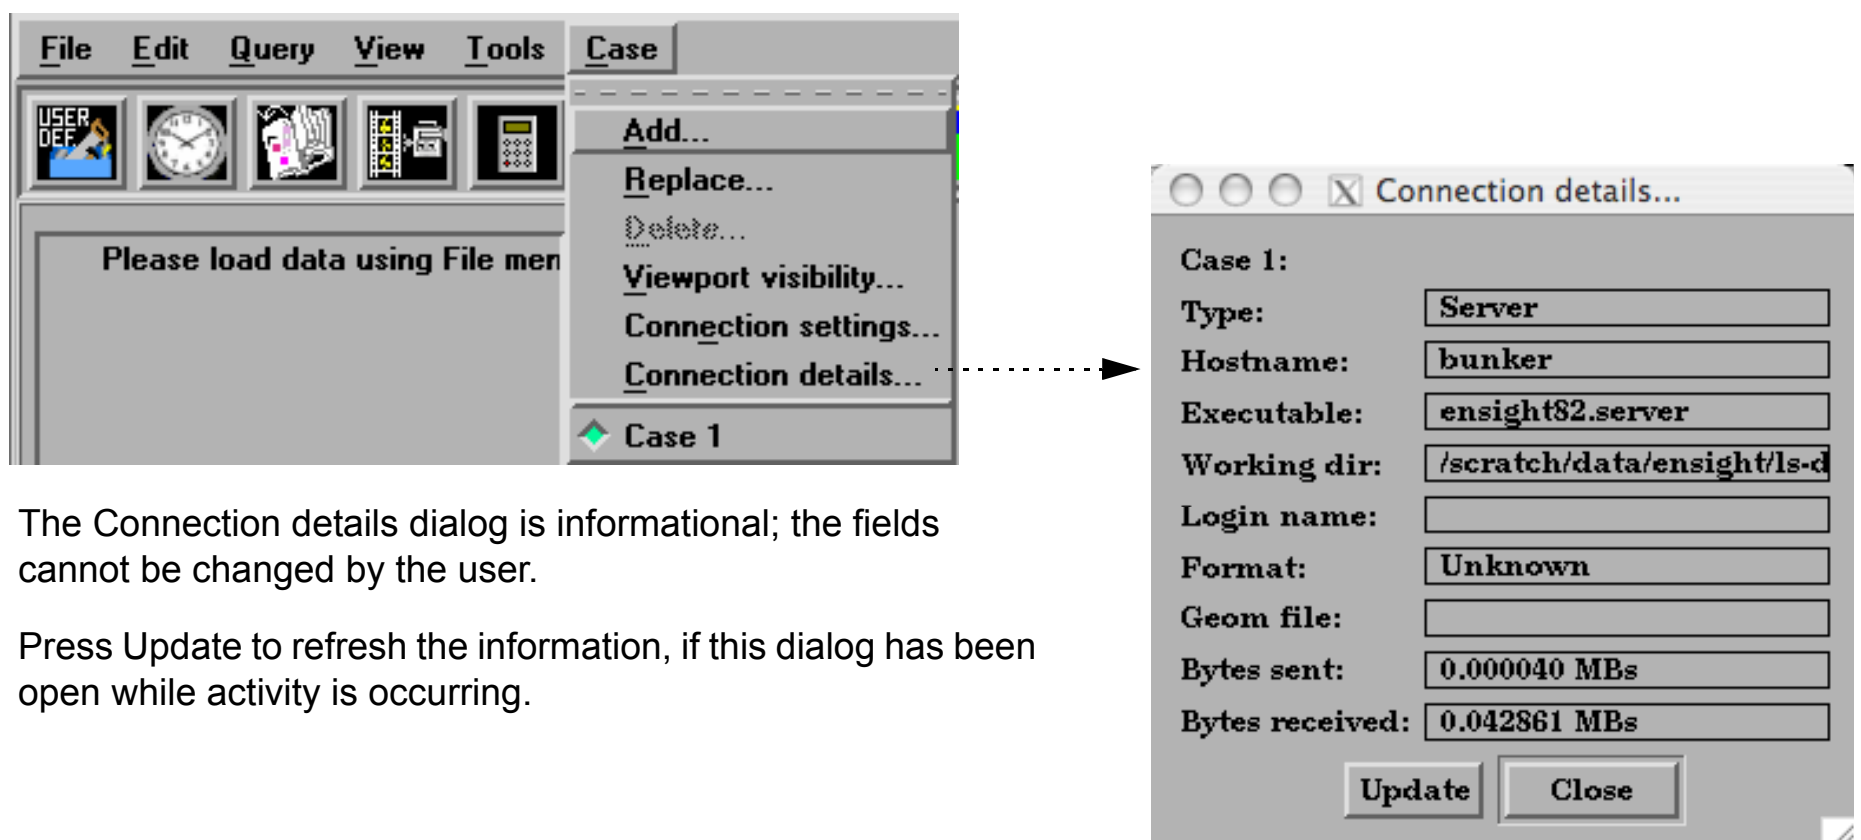 File Edit Query View Tools Case
USER
DEF.
Add...
Replace...
Delete...
Please load data using File men
Viewport visibility...
Connection settings...
Connection details...
Case 1
The Connection details dialog is informational; the fields
cannot be changed by the user.
Press Update to refresh the information, if this dialog has been
open while activity is occurring.
X Connection details...
Case 1:
Type: Server
Hostname: bunker
Executable: ensight82.server
Working dir: /scratch/data/ensight/ls-d
Login name:
Format: Unknown
Geom file:
Bytes sent: 0.000040 MBs
Bytes received: 0.042861 MBs
Update Close